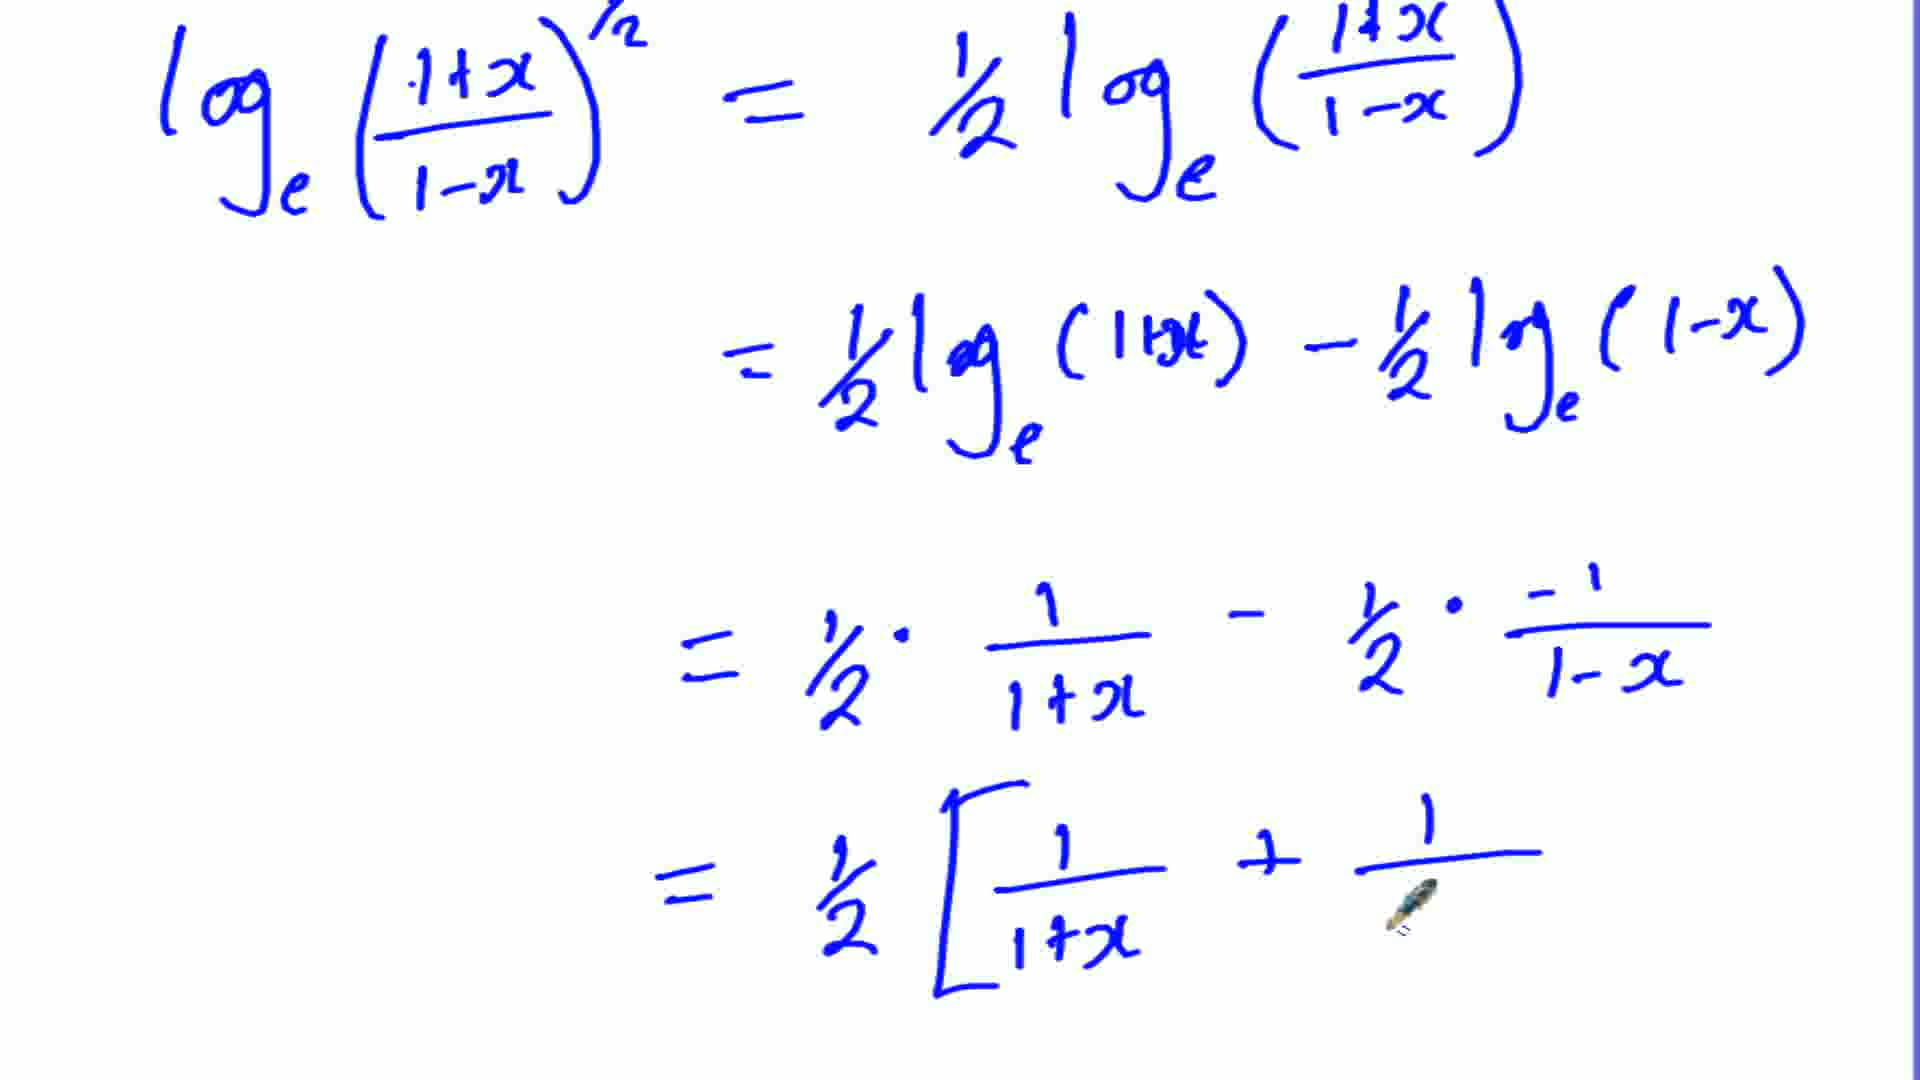 log_e ((1+x)/(1-x))^1/2 = 1/2 log_e ((1+x)/(1-x))
= 1/2 log_e (1+x) - 1/2 log_e (1-x)
= 1/2 · 1/(1+x) - 1/2 · -1/(1-x)
= 1/2 [ 1/(1+x) + 1/